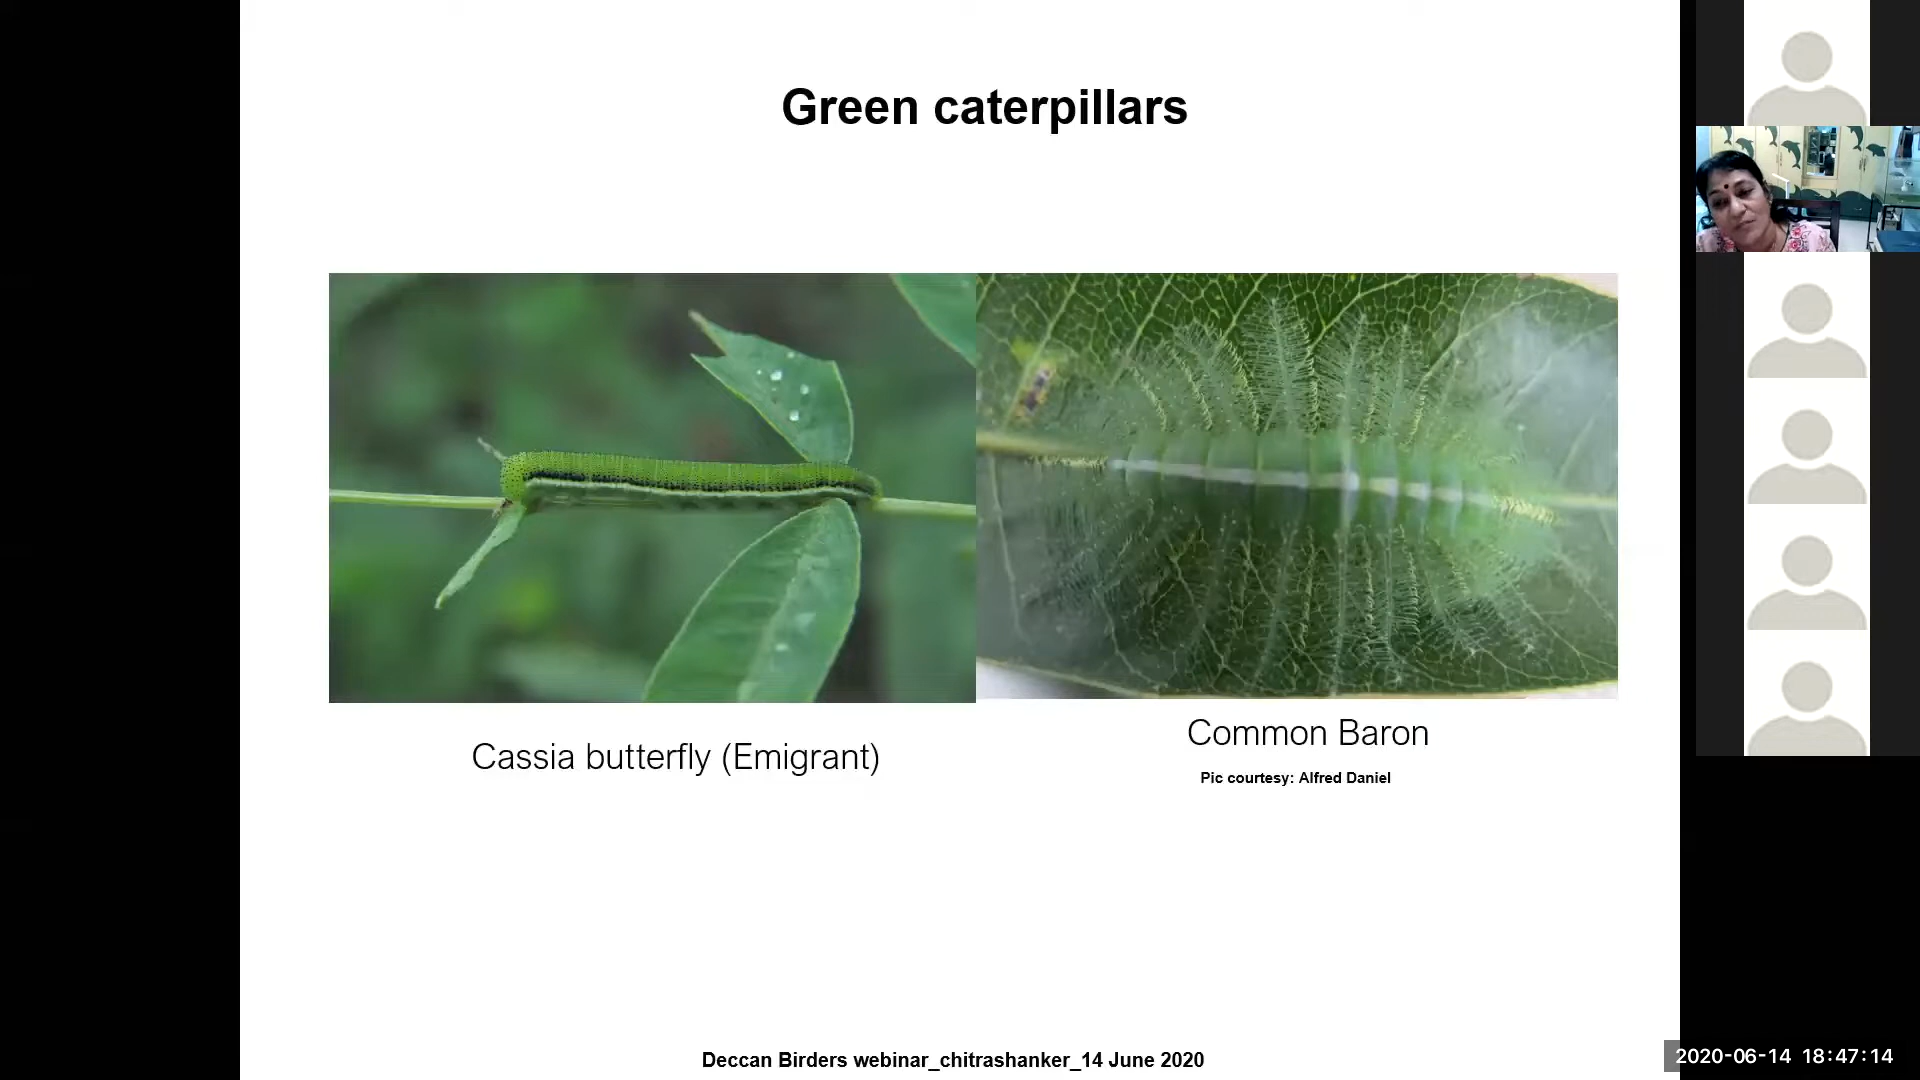 Green caterpillars
Cassia butterfly (Emigrant)
Common Baron
Pic courtesy: Alfred Daniel
Deccan Birders webinar_chitrashanker_14 June 2020
2020-06-14 18:47:14